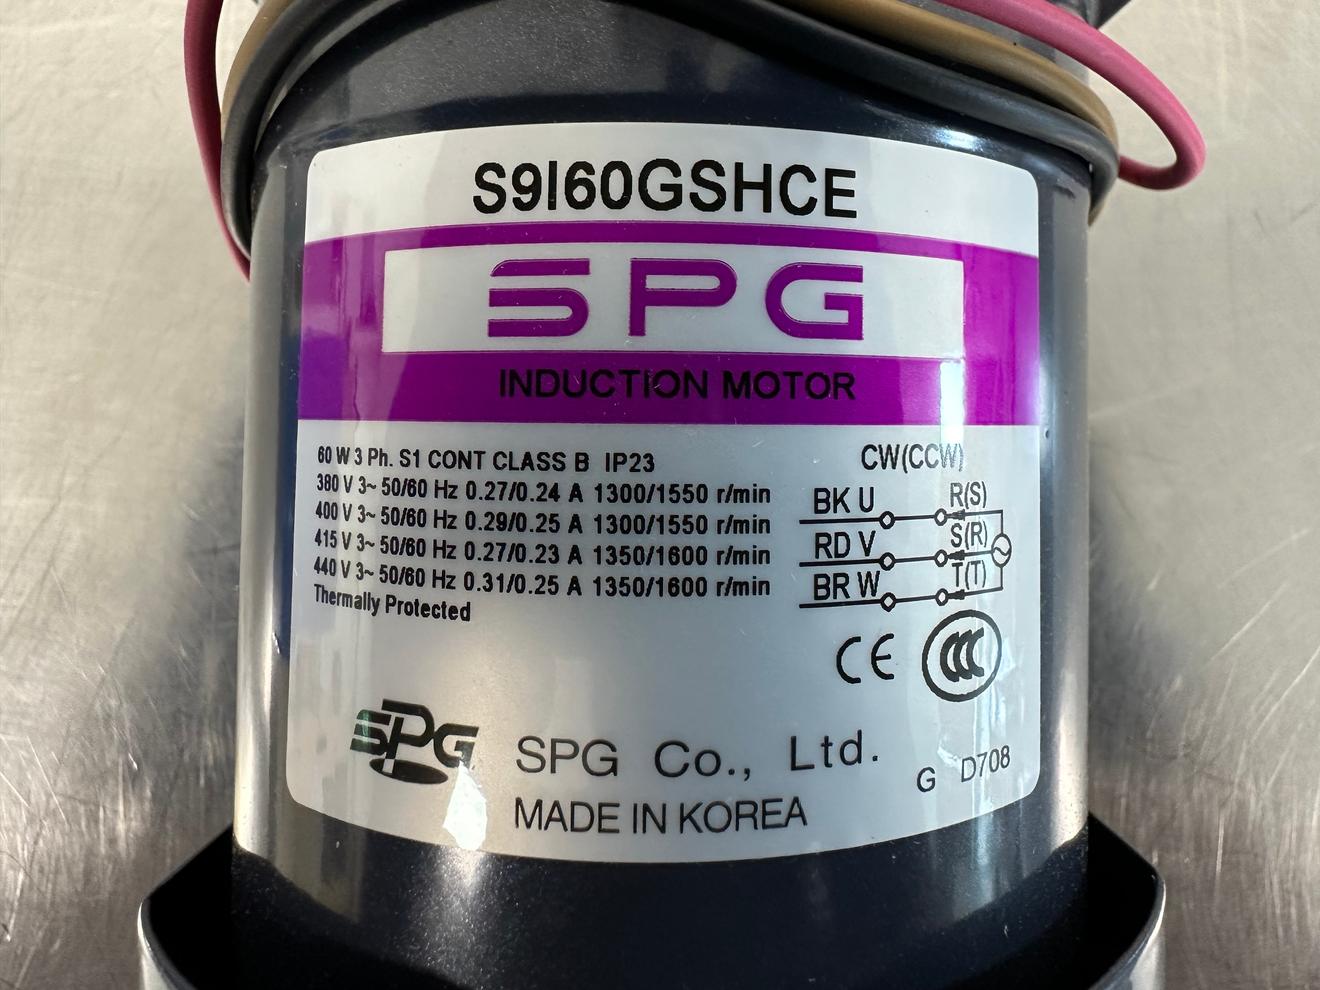 S9I60GSHCE
SPG
INDUCTION MOTOR
60 W 3 Ph. S1 CONT CLASS B IP23
380 V 3~ 50/60 Hz 0.27/0.24 A 1300/1550 r/min
400 V 3~ 50/60 Hz 0.29/0.25 A 1300/1550 r/min
415 V 3~ 50/60 Hz 0.27/0.23 A 1350/1600 r/min
440 V 3~ 50/60 Hz 0.31/0.25 A 1350/1600 r/min
Thermally Protected
CW(CCW)
BK U R(S)
RD V S(R)
BR W T(T)
CE CCC
SPG SPG Co., Ltd.
MADE IN KOREA
G D708